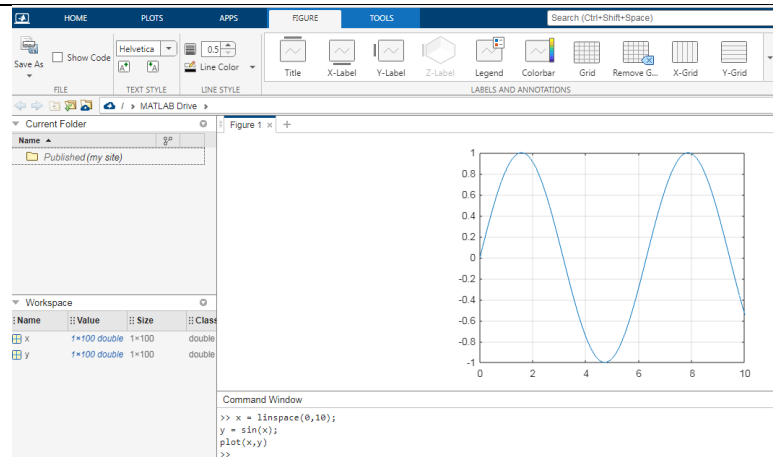 HOME PLOTS APPS FIGURE TOOLS Search (Ctrl+Shift+Space)
Save As
Show Code
FILE
Helvetica
A A
TEXT STYLE
0.5
Line Color
LINE STYLE
Title X-Label Y-Label Z-Label Legend Colorbar Grid Remove G... X-Grid Y-Grid
LABELS AND ANNOTATIONS
/ › MATLAB Drive ›
Current Folder
Name
Published (my site)
Workspace
Name Value Size Class
x 1×100 double 1×100 double
y 1×100 double 1×100 double
Figure 1 × +
1
0.8
0.6
0.4
0.2
0
-0.2
-0.4
-0.6
-0.8
-1
0 2 4 6 8 10
Command Window
>> x = linspace(0,10);
y = sin(x);
plot(x,y)
>>